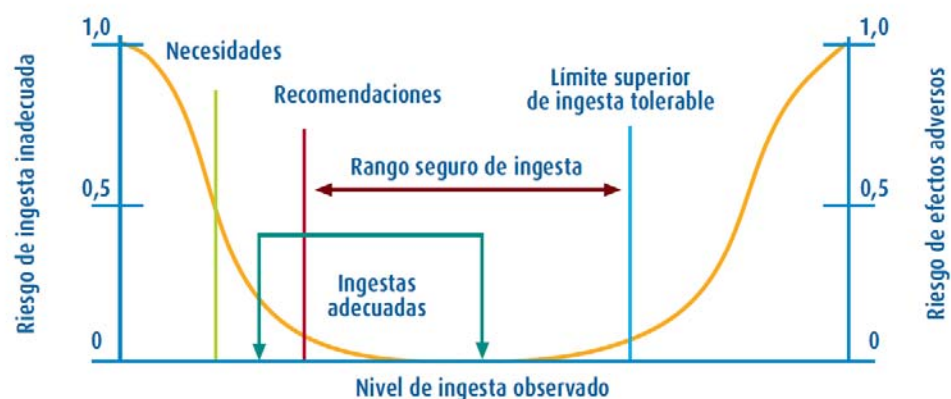 1,0
1,0
Necesidades
Límite superior
de ingesta tolerable
Recomendaciones
Rango seguro de ingesta
0,5
0,5
Ingestas
adecuadas
0
0
Riesgo de ingesta inadecuada
Riesgo de efectos adversos
Nivel de ingesta observado